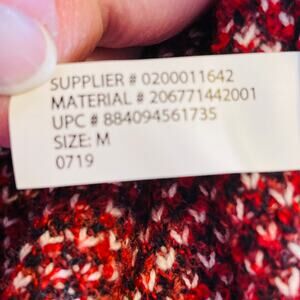 SUPPLIER # 0200011642
MATERIAL # 206771442001
UPC # 884094561735
SIZE: M
0719